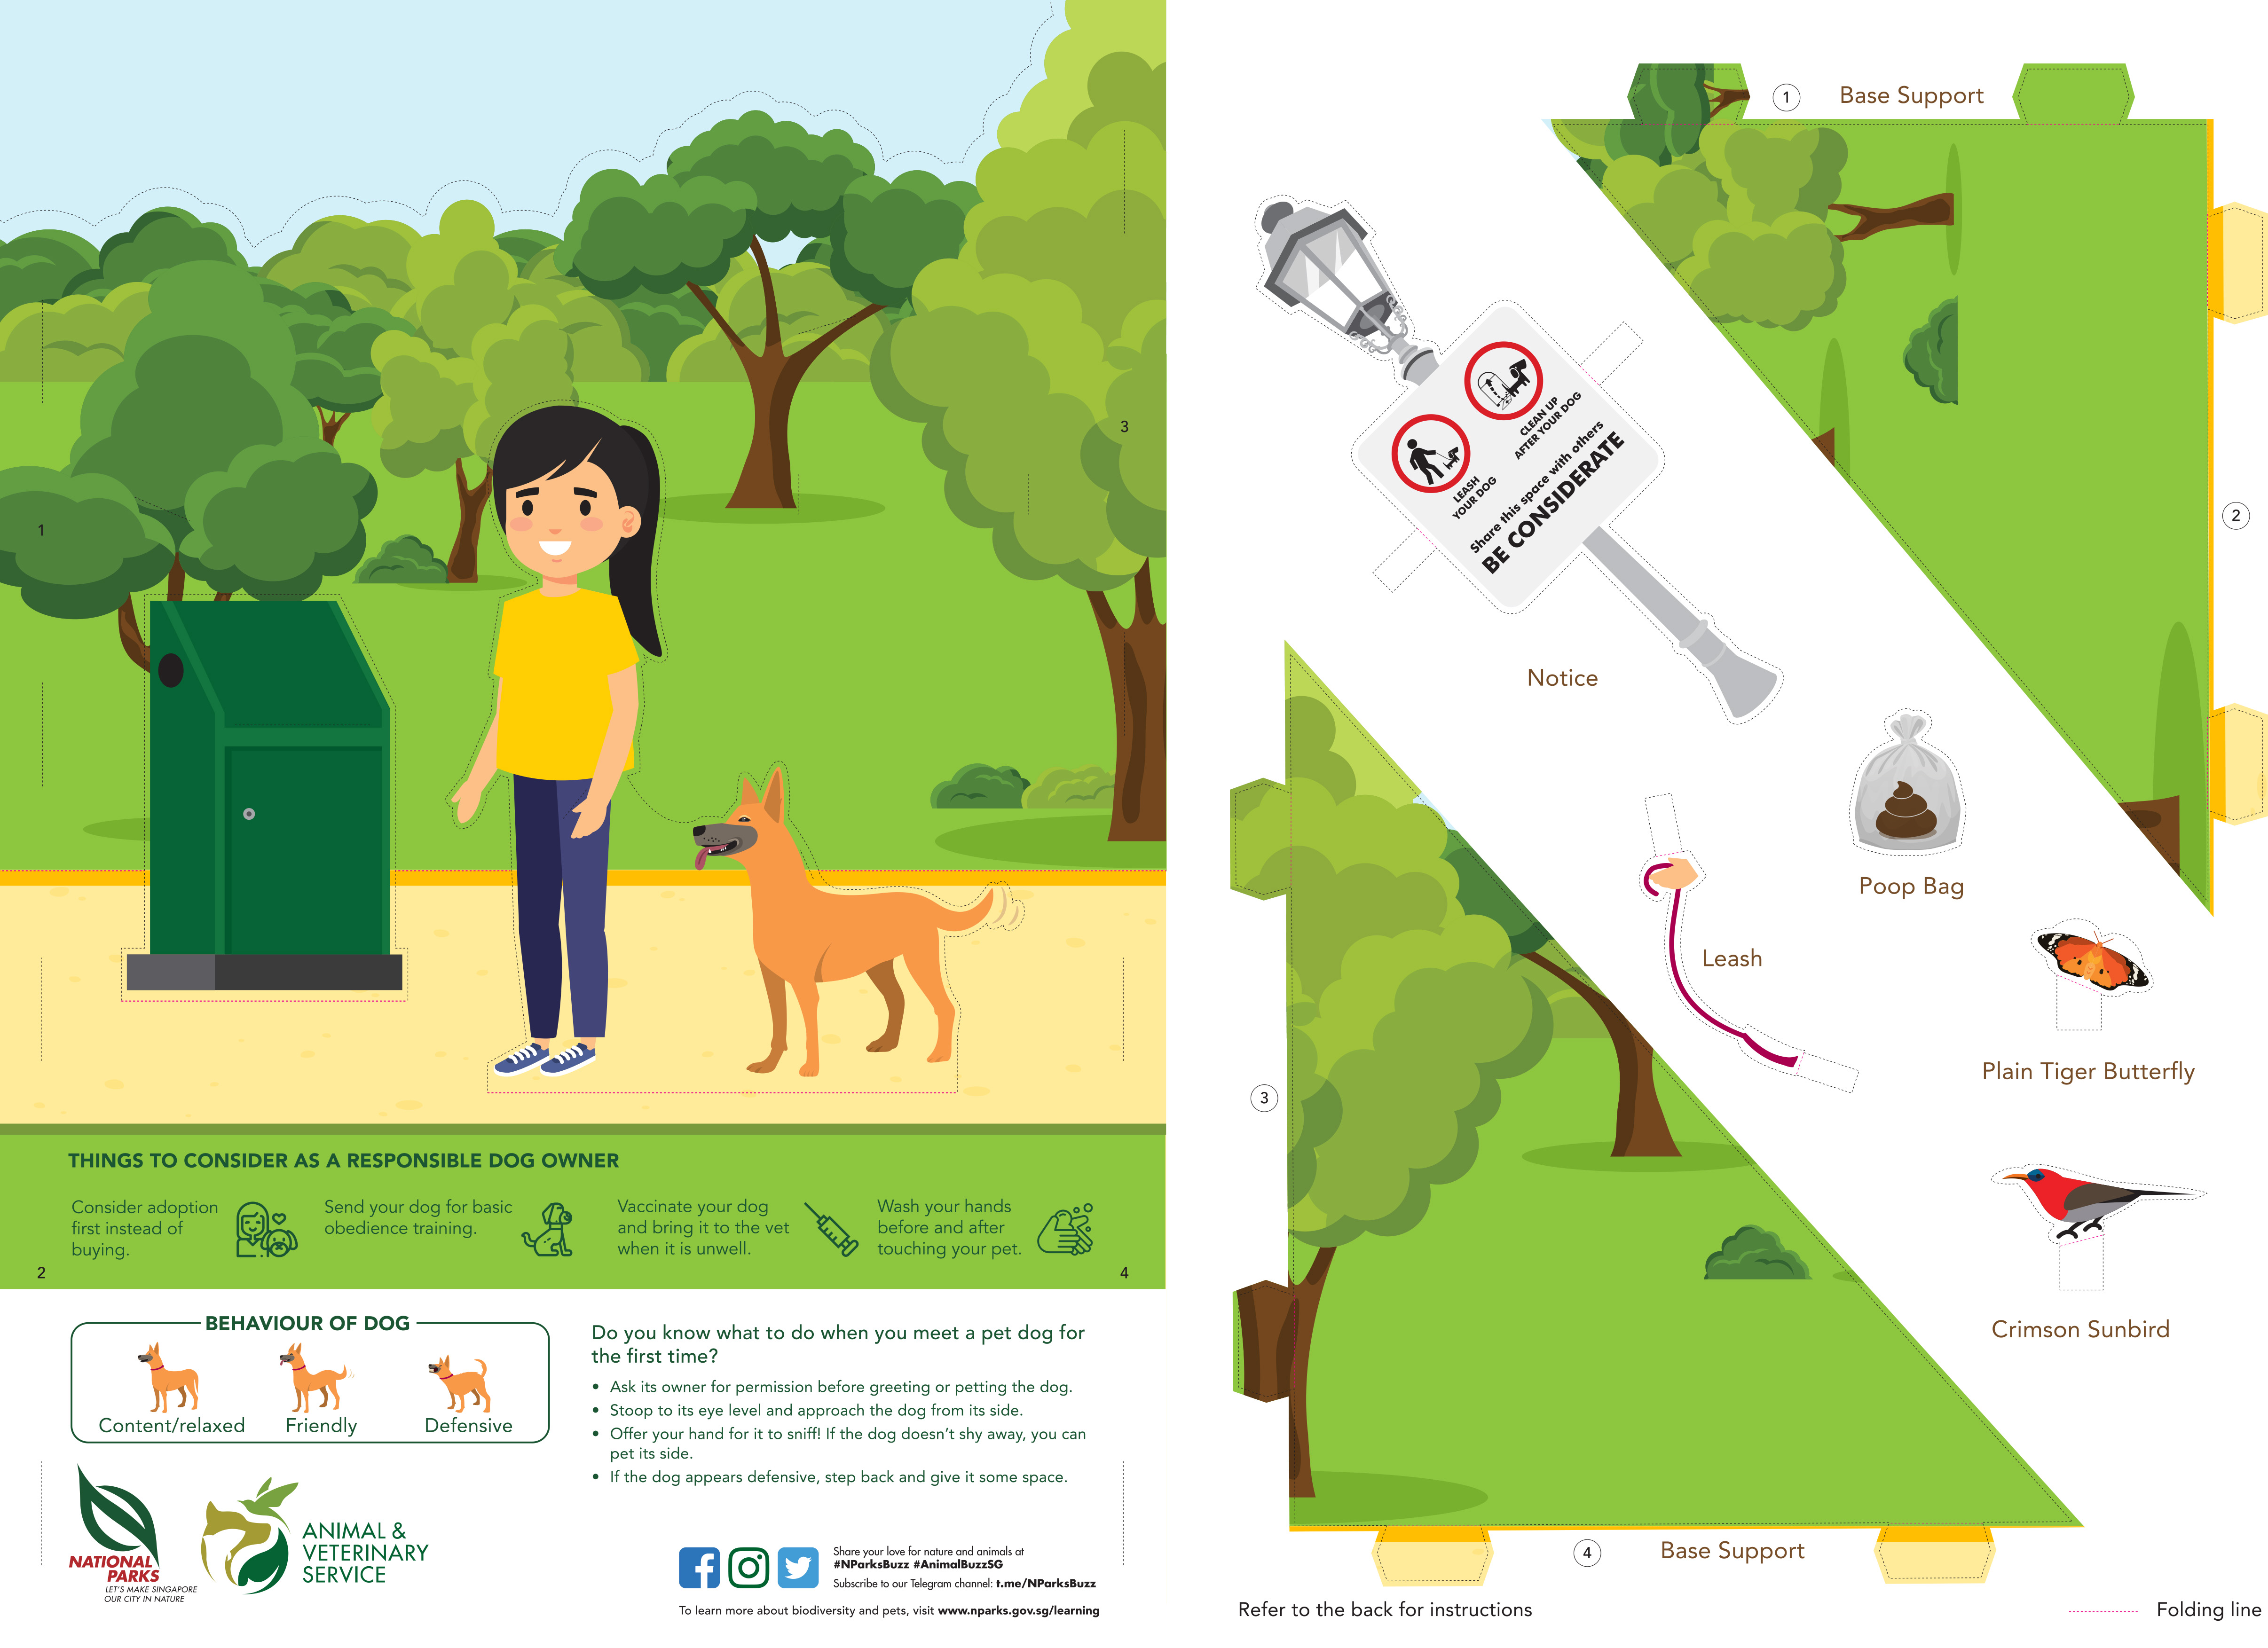 1
3
THINGS TO CONSIDER AS A RESPONSIBLE DOG OWNER
Consider adoption
first instead of
buying.
Send your dog for basic
obedience training.
Vaccinate your dog
and bring it to the vet
when it is unwell.
Wash your hands
before and after
touching your pet.
2
4
BEHAVIOUR OF DOG
Content/relaxed
Friendly
Defensive
Do you know what to do when you meet a pet dog for
the first time?
• Ask its owner for permission before greeting or petting the dog.
• Stoop to its eye level and approach the dog from its side.
• Offer your hand for it to sniff! If the dog doesn't shy away, you can
pet its side.
• If the dog appears defensive, step back and give it some space.
NATIONAL
PARKS
LET'S MAKE SINGAPORE
OUR CITY IN NATURE
ANIMAL &
VETERINARY
SERVICE
Share your love for nature and animals at
#NParksBuzz #AnimalBuzzSG
Subscribe to our Telegram channel: t.me/NParksBuzz
To learn more about biodiversity and pets, visit www.nparks.gov.sg/learning
1
Base Support
CLEAN UP
AFTER YOUR DOG
LEASH
YOUR DOG
Share this space with others
BE CONSIDERATE
2
Notice
Poop Bag
Leash
Plain Tiger Butterfly
3
Crimson Sunbird
4
Base Support
Refer to the back for instructions
Folding line